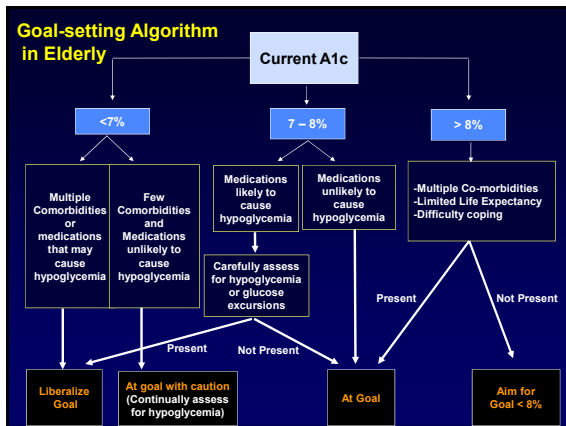 Goal-setting Algorithm
in Elderly
Current A1c
<7%
7 – 8%
> 8%
Multiple
Comorbidities
or
medications
that may
cause
hypoglycemia
Few
Comorbidities
and
Medications
unlikely to
cause
hypoglycemia
Medications
likely to
cause
hypoglycemia
Medications
unlikely to
cause
hypoglycemia
-Multiple Co-morbidities
-Limited Life Expectancy
-Difficulty coping
Carefully assess
for hypoglycemia
or glucose
excursions
Present
Not Present
Present
Not Present
Liberalize
Goal
At goal with caution
(Continually assess
for hypoglycemia)
At Goal
Aim for
Goal < 8%